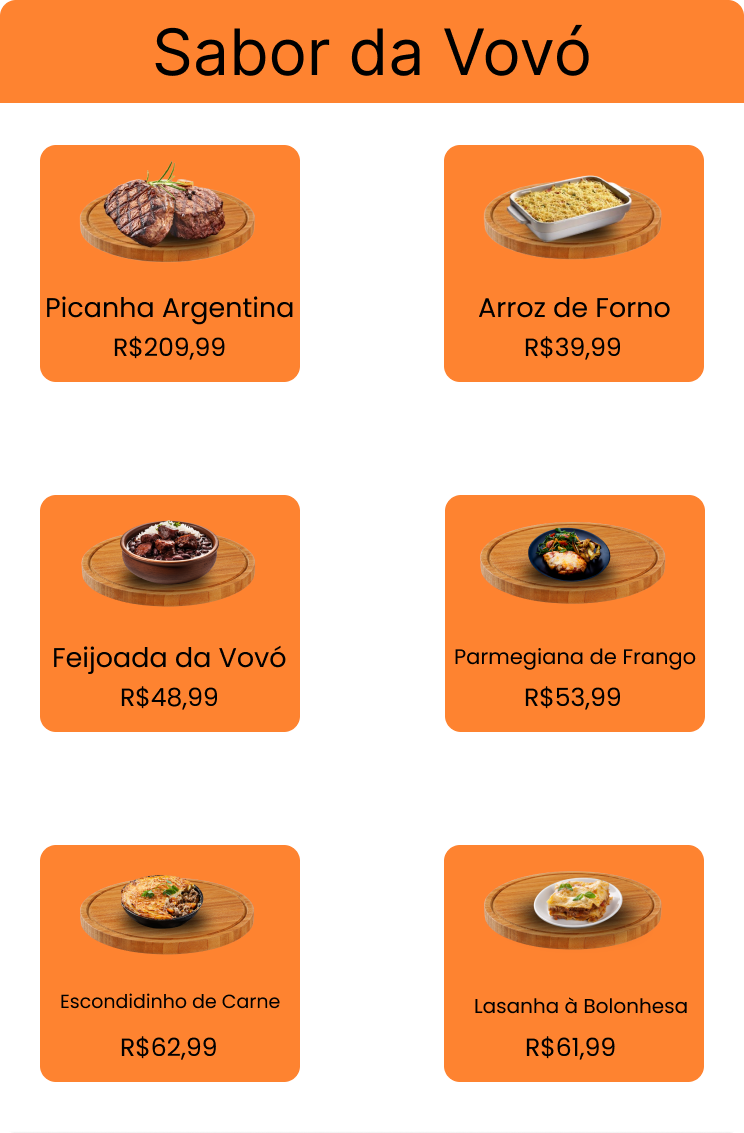 Sabor da Vovó
Picanha Argentina
R$209,99
Arroz de Forno
R$39,99
Feijoada da Vovó
R$48,99
Parmegiana de Frango
R$53,99
Escondidinho de Carne
R$62,99
Lasanha à Bolonhesa
R$61,99